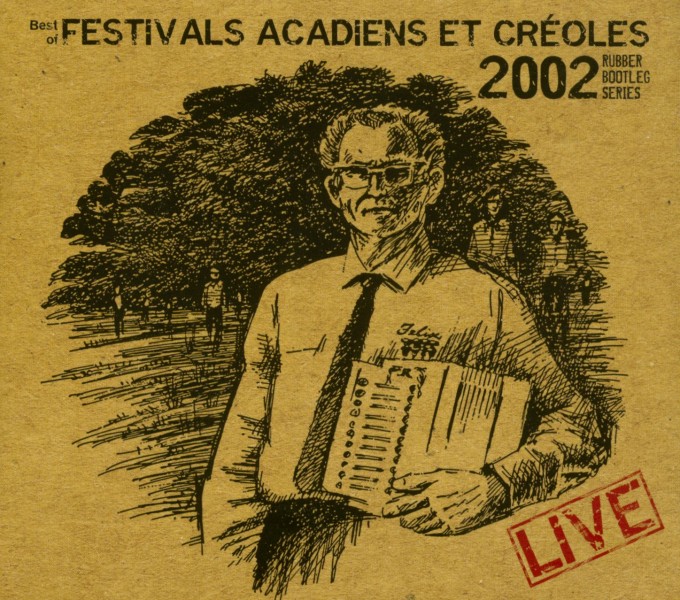 Best of FESTIVALS ACADIENS ET CRÉOLES
2002 RUBBER BOOTLEG SERIES
Felix
LIVE